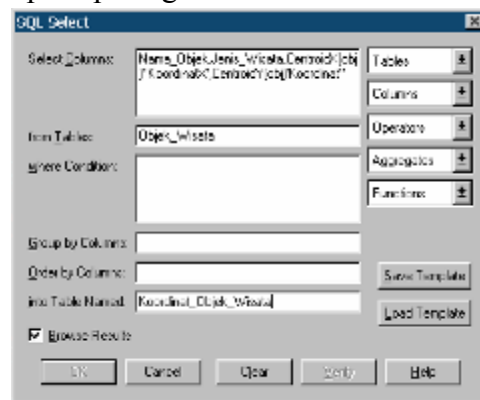 SQL Select
Select Columns: Nama_Objek,Jenis_Wisata,CentroidX(obj
)"KoordinatX",CentroidY(obj)"Koordinat"
Tables
Columns
from Tables: Objek_Wisata
Operators
where Condition:
Aggregates
Functions
Group by Columns:
Order by Columns:
Save Template
into Table Named: Koordinat_Objek_Wisata
Load Template
Browse Results
OK Cancel Clear Verify Help